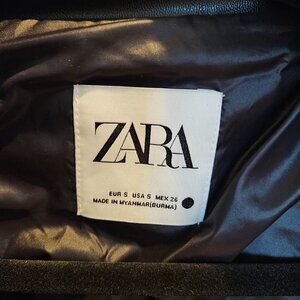 ZARA
EUR S USA S MEX 26
MADE IN MYANMAR(BURMA)